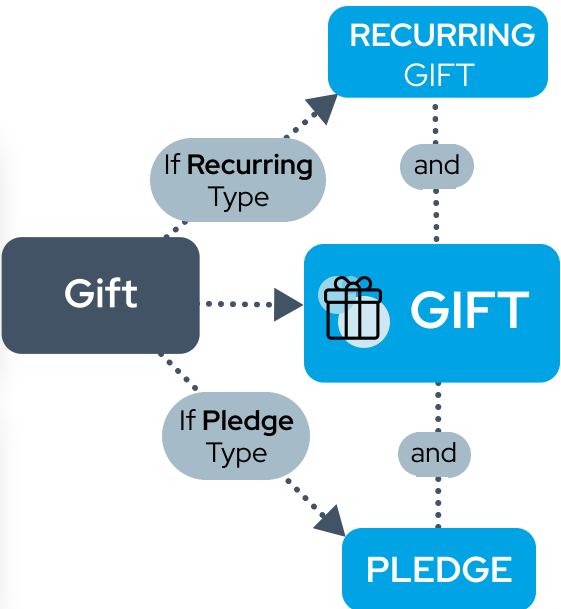 RECURRING
GIFT
If Recurring
Type
and
Gift
GIFT
If Pledge
Type
and
PLEDGE